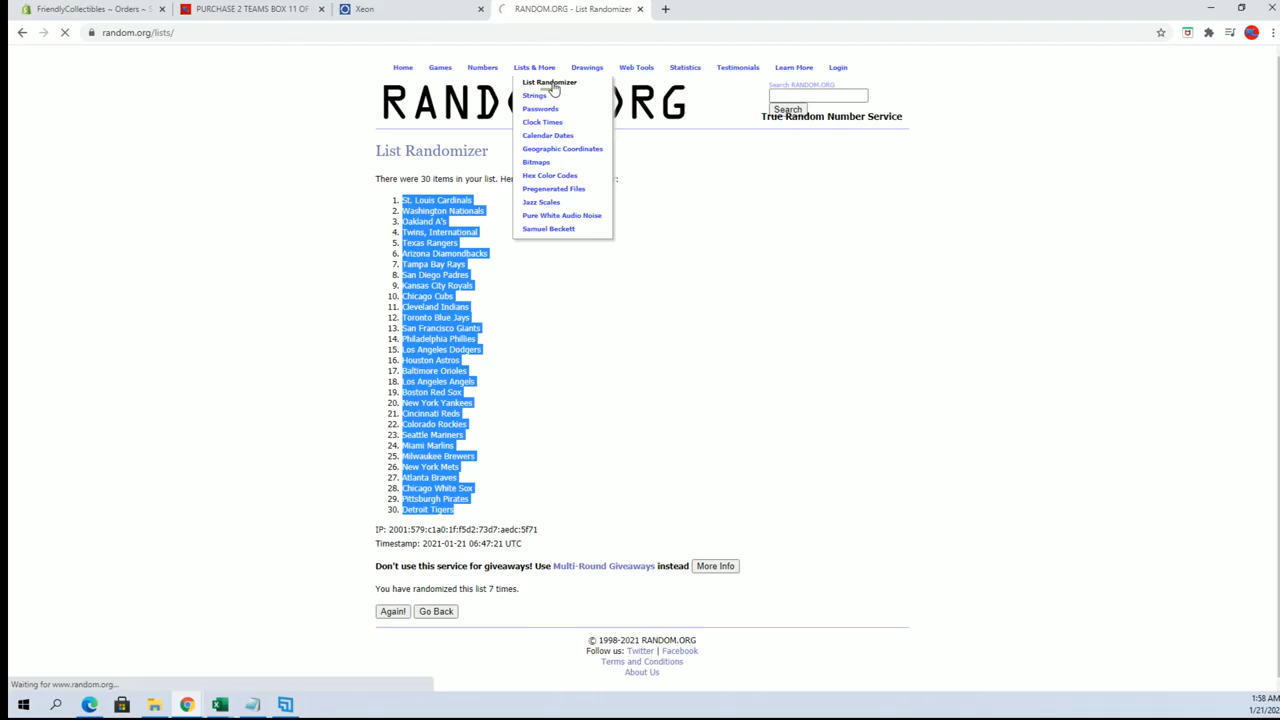 FriendlyCollectibles ~ Orders ~ S
PURCHASE 2 TEAMS BOX 11 OF
Xeon
RANDOM.ORG - List Randomizer
random.org/lists/
Home Games Numbers Lists & More Drawings Web Tools Statistics Testimonials Learn More Login
List Randomizer
Strings
Passwords
Clock Times
Calendar Dates
Geographic Coordinates
Bitmaps
Hex Color Codes
Pregenerated Files
Jazz Scales
Pure White Audio Noise
Samuel Beckett
Search RANDOM.ORG
Search
True Random Number Service
List Randomizer
There were 30 items in your list. :
1. St. Louis Cardinals
2. Washington Nationals
3. Oakland A's
4. Twins, International
5. Texas Rangers
6. Arizona Diamondbacks
7. Tampa Bay Rays
8. San Diego Padres
9. Kansas City Royals
10. Chicago Cubs
11. Cleveland Indians
12. Toronto Blue Jays
13. San Francisco Giants
14. Philadelphia Phillies
15. Los Angeles Dodgers
16. Houston Astros
17. Baltimore Orioles
18. Los Angeles Angels
19. Boston Red Sox
20. New York Yankees
21. Cincinnati Reds
22. Colorado Rockies
23. Seattle Mariners
24. Miami Marlins
25. Milwaukee Brewers
26. New York Mets
27. Atlanta Braves
28. Chicago White Sox
29. Pittsburgh Pirates
30. Detroit Tigers
IP: 2001:579:c1a0:1f:f5d2:73d7:aedc:5f71
Timestamp: 2021-01-21 06:47:21 UTC
Don't use this service for giveaways! Use Multi-Round Giveaways instead More Info
You have randomized this list 7 times.
Again! Go Back
© 1998-2021 RANDOM.ORG
Follow us: Twitter | Facebook
Terms and Conditions
About Us
Waiting for www.random.org...
1:58 AM
1/21/202